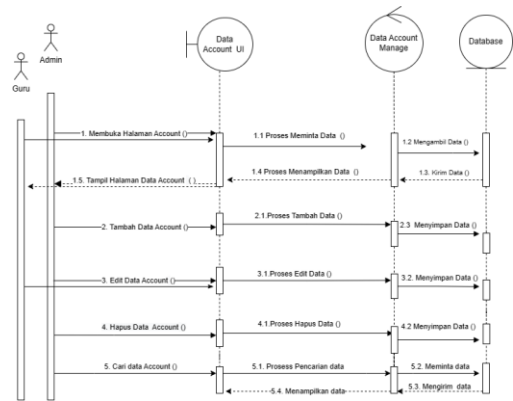 Guru
Admin
Data
Account UI
Data Account
Manage
Database
1. Membuka Halaman Account ()
1.1 Proses Meminta Data ()
1.2 Mengambil Data ()
1.3. Kirim Data ()
1.4 Proses Menampilkan Data ()
1.5. Tampil Halaman Data Account ( )
2. Tambah Data Account ()
2.1.Proses Tambah Data ()
2.3 Menyimpan Data ()
3. Edit Data Account ()
3.1.Proses Edit Data ()
3.2. Menyimpan Data ()
4. Hapus Data Account ()
4.1.Proses Hapus Data ()
4.2 Menyimpan Data ()
5. Cari data Account ()
5.1. Prosess Pencarian data
5.2. Meminta data
5.3. Mengirim data
5.4. Menampilkan data